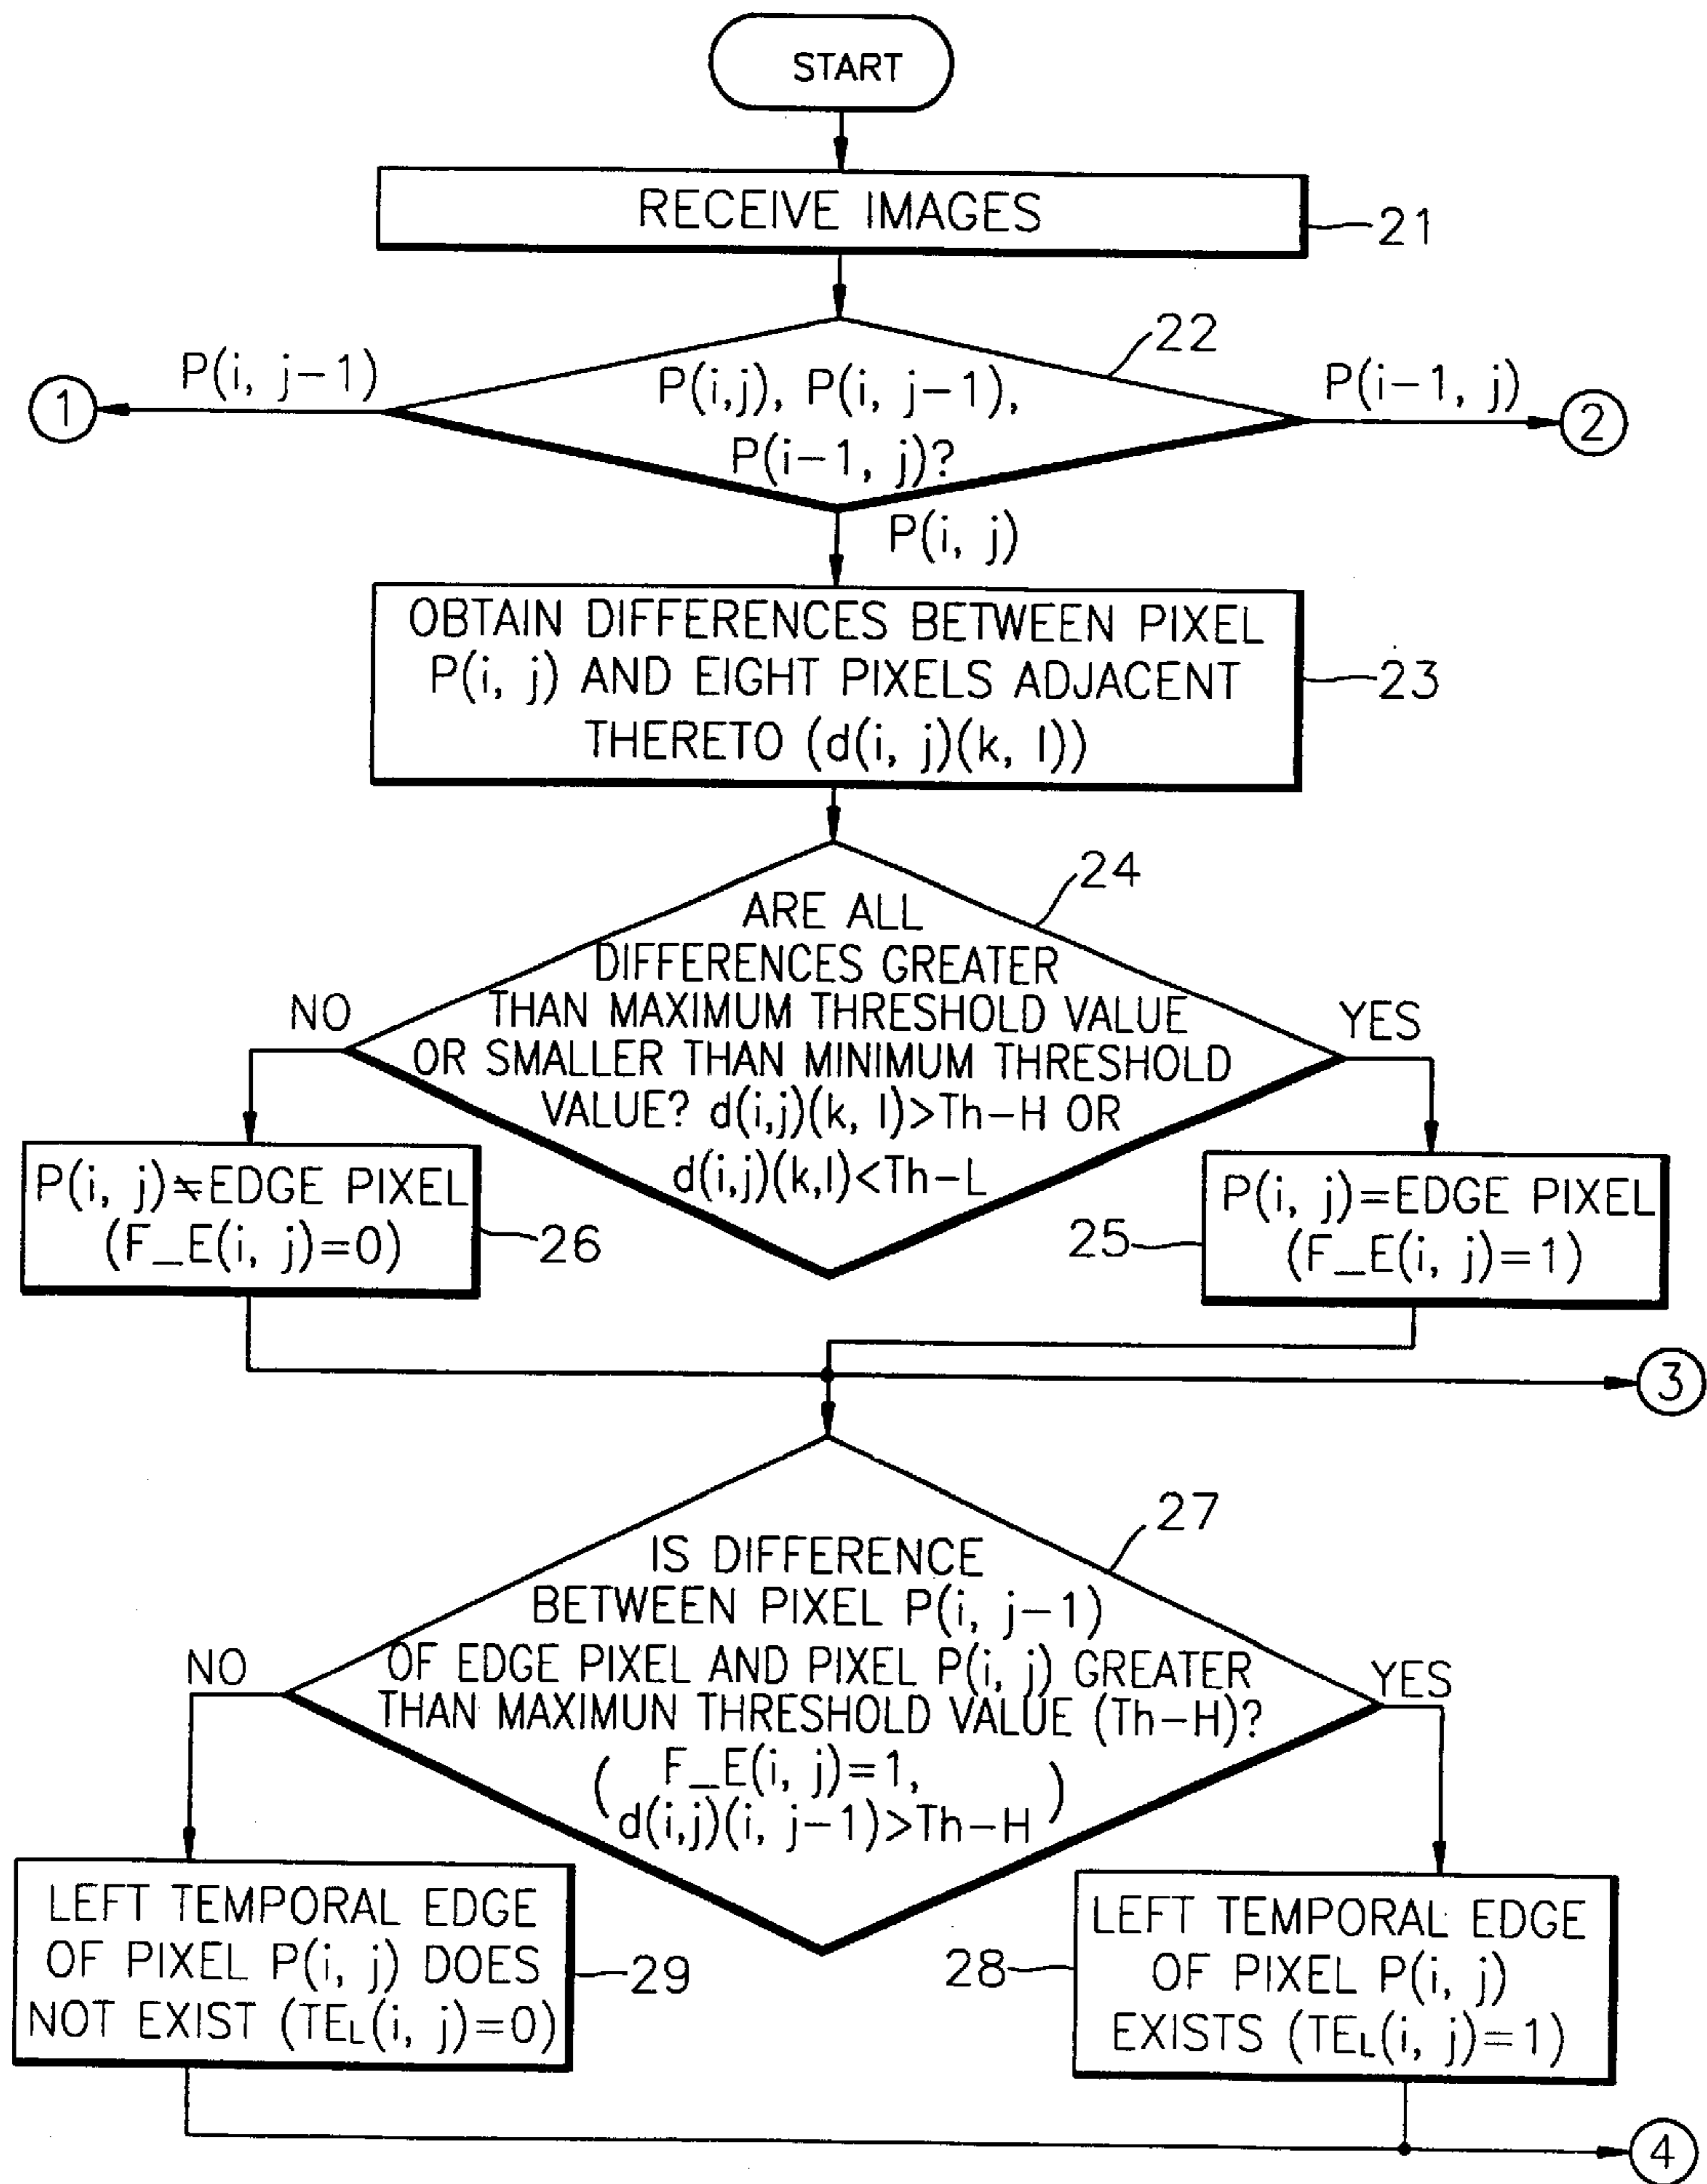 START
RECEIVE IMAGES
21
22
P(i, j-1)
P(i,j), P(i, j-1),
P(i-1, j)?
P(i-1, j)
1
2
P(i, j)
OBTAIN DIFFERENCES BETWEEN PIXEL
P(i, j) AND EIGHT PIXELS ADJACENT
THERETO (d(i, j)(k, l))
23
24
ARE ALL
DIFFERENCES GREATER
THAN MAXIMUM THRESHOLD VALUE
OR SMALLER THAN MINIMUM THRESHOLD
VALUE? d(i,j)(k, l)>Th-H OR
d(i,j)(k,l)<Th-L
NO
YES
P(i, j)≠EDGE PIXEL
(F_E(i, j)=0)
26
25
P(i, j)=EDGE PIXEL
(F_E(i, j)=1)
3
27
IS DIFFERENCE
BETWEEN PIXEL P(i, j-1)
OF EDGE PIXEL AND PIXEL P(i, j) GREATER
THAN MAXIMUN THRESHOLD VALUE (Th-H)?
( F_E(i, j)=1,
d(i,j)(i, j-1)>Th-H )
NO
YES
LEFT TEMPORAL EDGE
OF PIXEL P(i, j) DOES
NOT EXIST (TEL(i, j)=0)
29
28
LEFT TEMPORAL EDGE
OF PIXEL P(i, j)
EXISTS (TEL(i, j)=1)
4